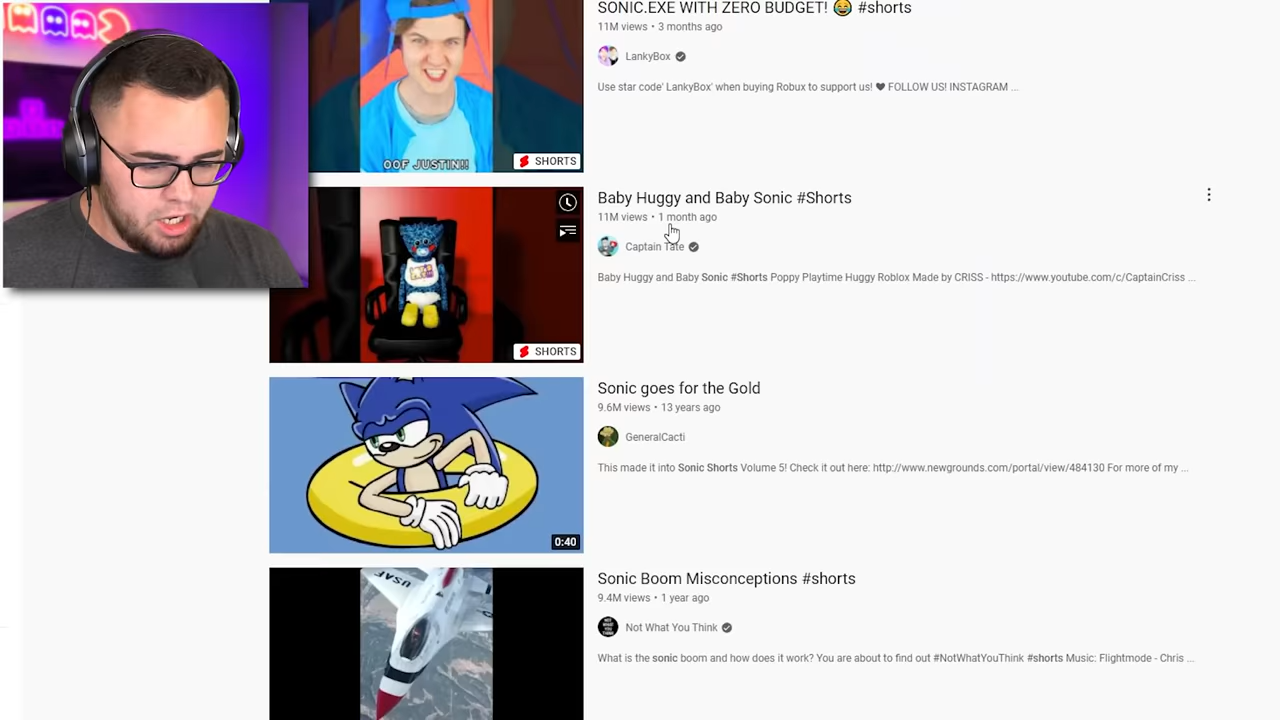 SONIC.EXE WITH ZERO BUDGET! 😂 #shorts
11M views • 3 months ago
LankyBox
Use star code' LankyBox' when buying Robux to support us! ♥ FOLLOW US! INSTAGRAM ...
OOF JUSTIN!!
SHORTS
Baby Huggy and Baby Sonic #Shorts
11M views • 1 month ago
Captain Tate
Baby Huggy and Baby Sonic #Shorts Poppy Playtime Huggy Roblox Made by CRISS - https://www.youtube.com/c/CaptainCriss ...
SHORTS
Sonic goes for the Gold
9.6M views • 13 years ago
GeneralCacti
This made it into Sonic Shorts Volume 5! Check it out here: http://www.newgrounds.com/portal/view/484130 For more of my ...
0:40
Sonic Boom Misconceptions #shorts
9.4M views • 1 year ago
USAF
NOT WHAT YOU THINK
Not What You Think
What is the sonic boom and how does it work? You are about to find out #NotWhatYouThink #shorts Music: Flightmode - Chris ...